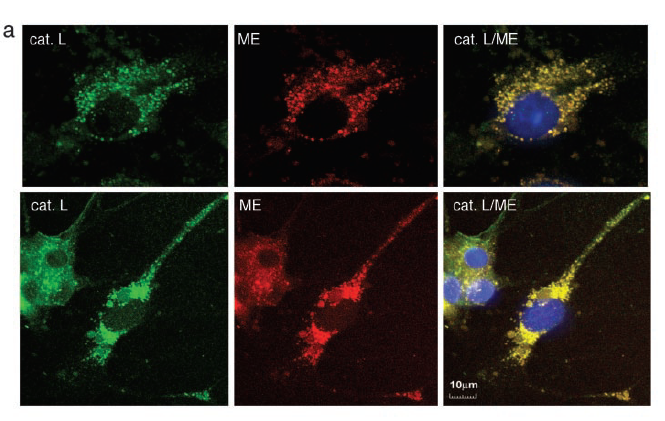 a
cat. L
ME
cat. L/ME
cat. L
ME
cat. L/ME
10µm